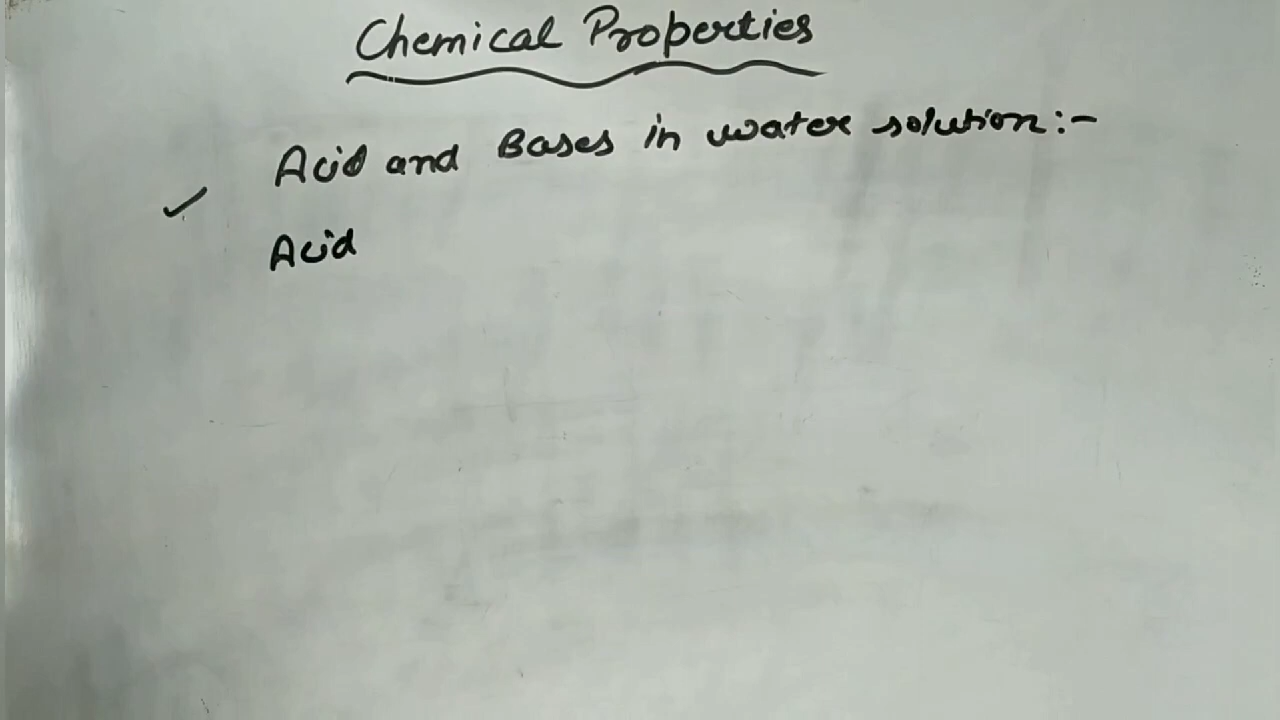 Chemical Properties
Acid and Bases in water solution:-
✓
Acid